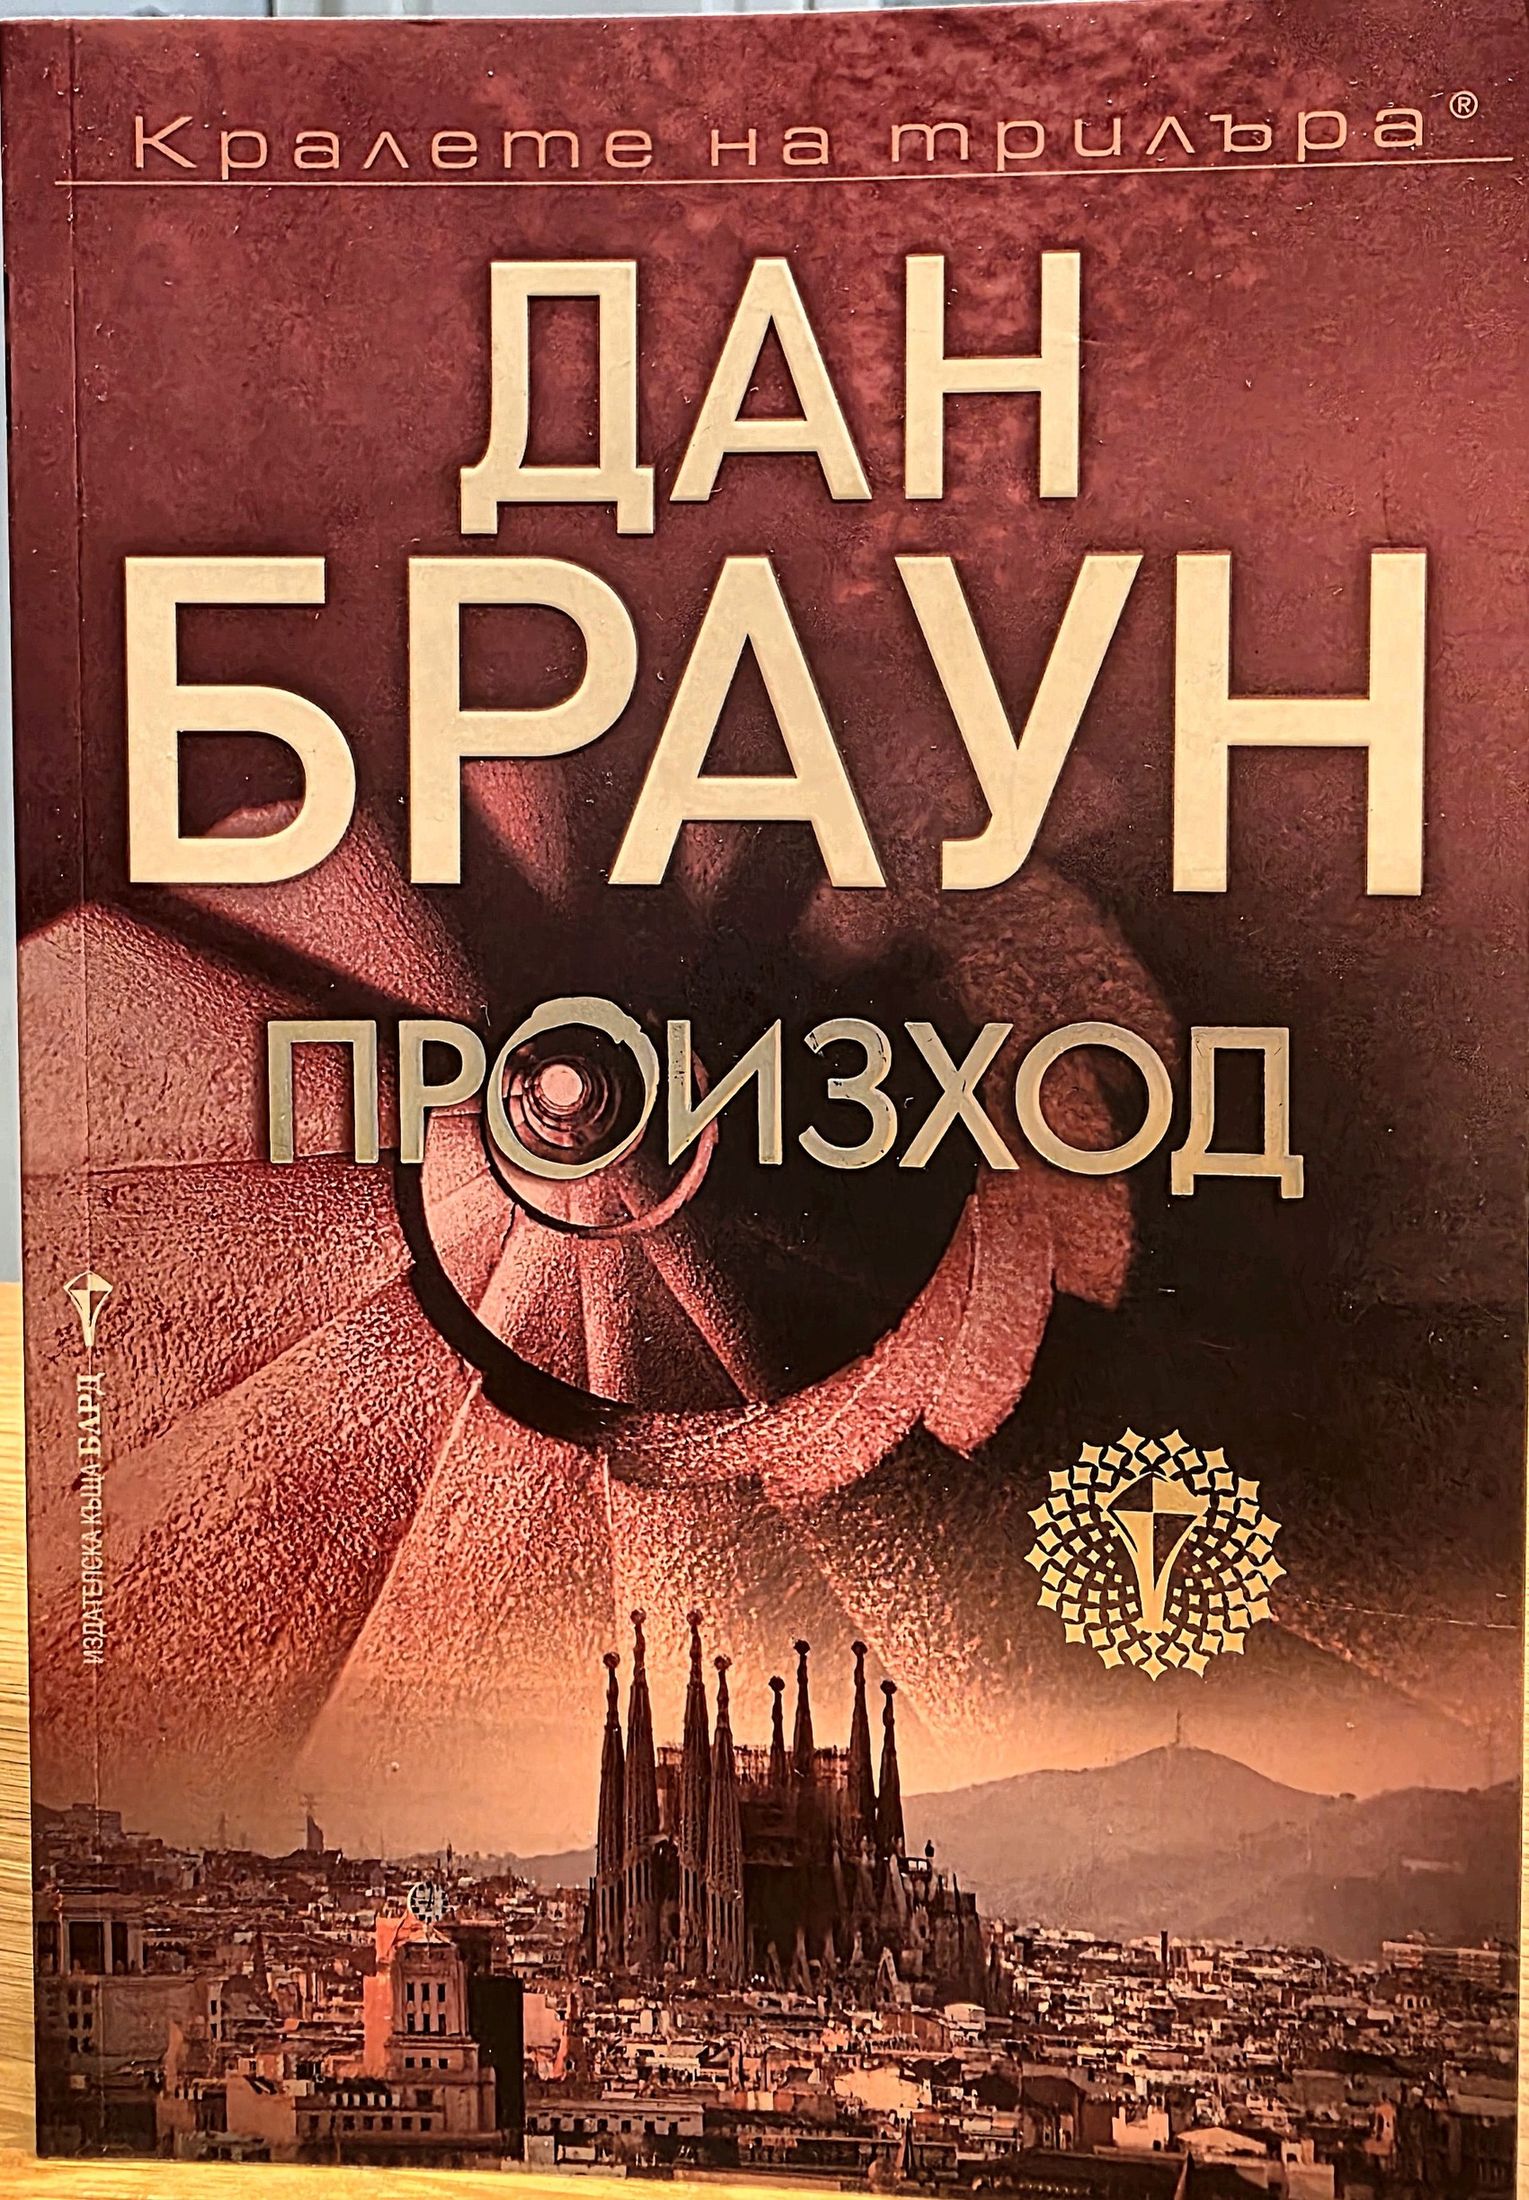 Кралете на трилъра®
ДАН
БРАУН
ПРОИЗХОД
ИЗДАТЕЛСКА КЪЩА БАРД